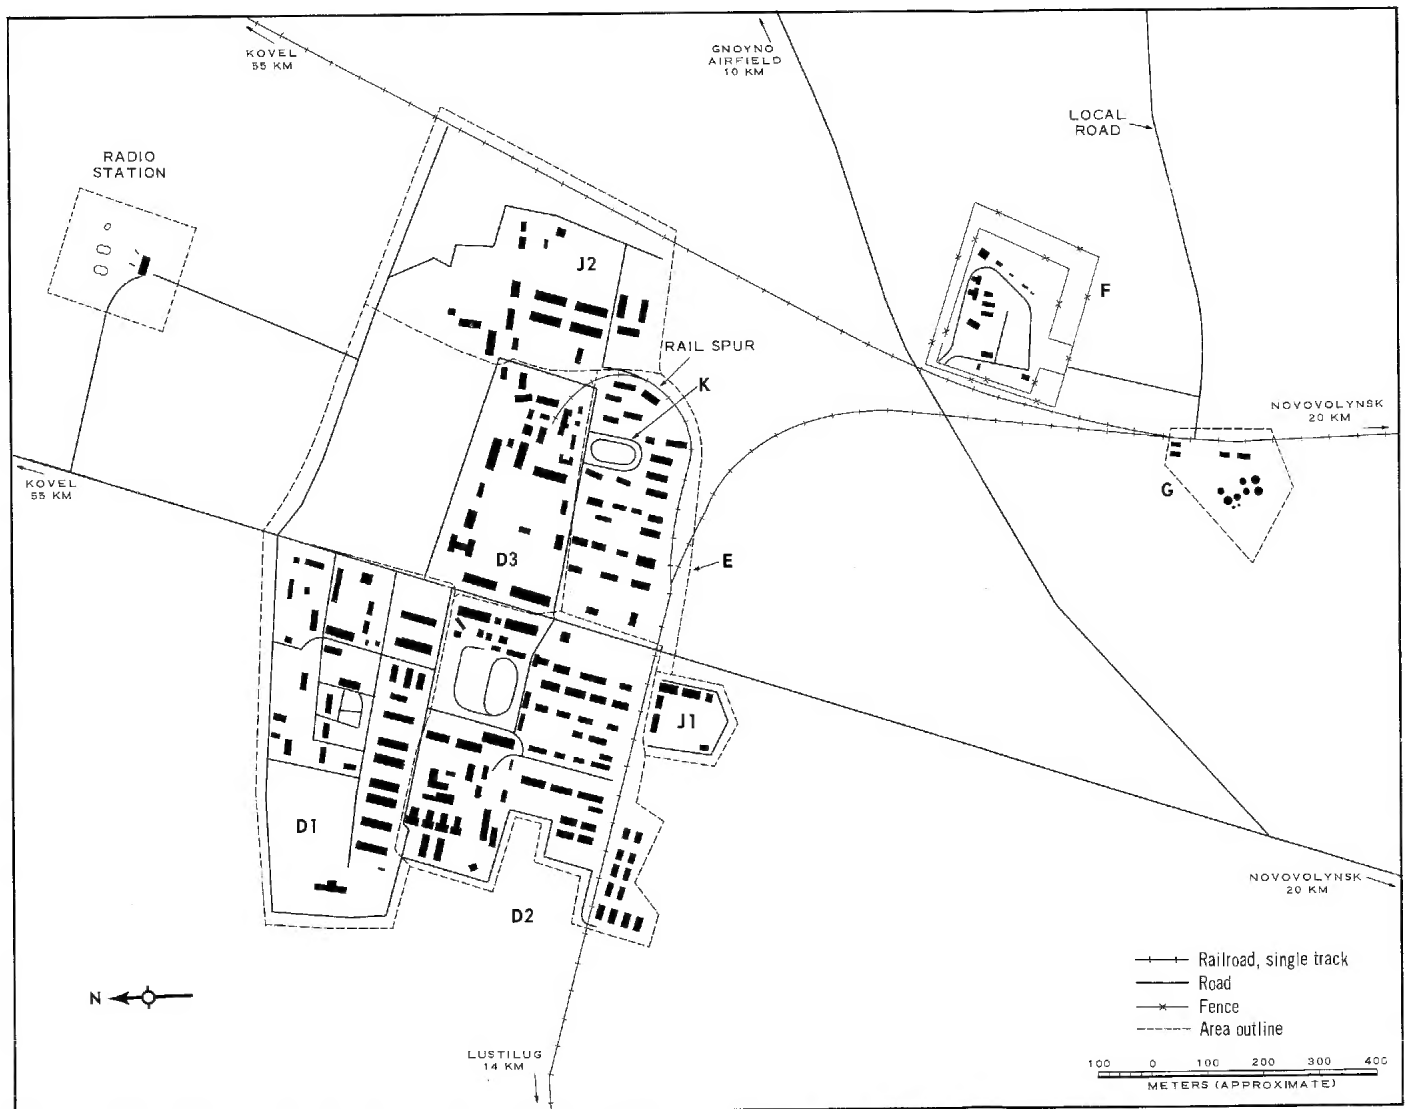 KOVEL
55 KM
GNOYNO
AIRFIELD
10 KM
LOCAL
ROAD
RADIO
STATION
J2
F
RAIL SPUR
K
NOVOVOLYNSK
20 KM
KOVEL
55 KM
G
D3
E
J1
D1
NOVOVOLYNSK
20 KM
D2
N
Railroad, single track
Road
Fence
Area outline
LUSTILUG
14 KM
100 0 100 200 300 400
METERS (APPROXIMATE)